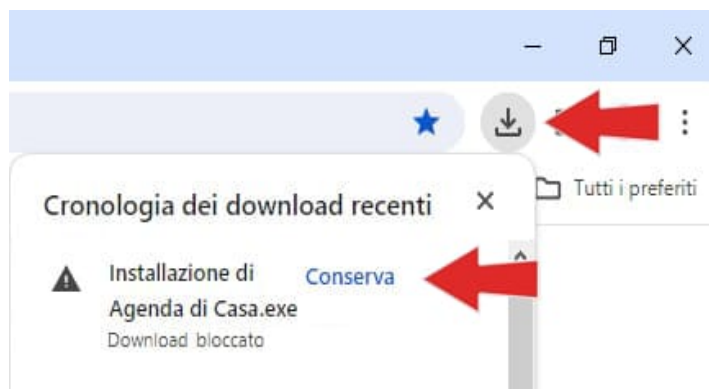 Tutti i preferiti
Cronologia dei download recenti
Installazione di
Conserva
Agenda di Casa.exe
Download bloccato